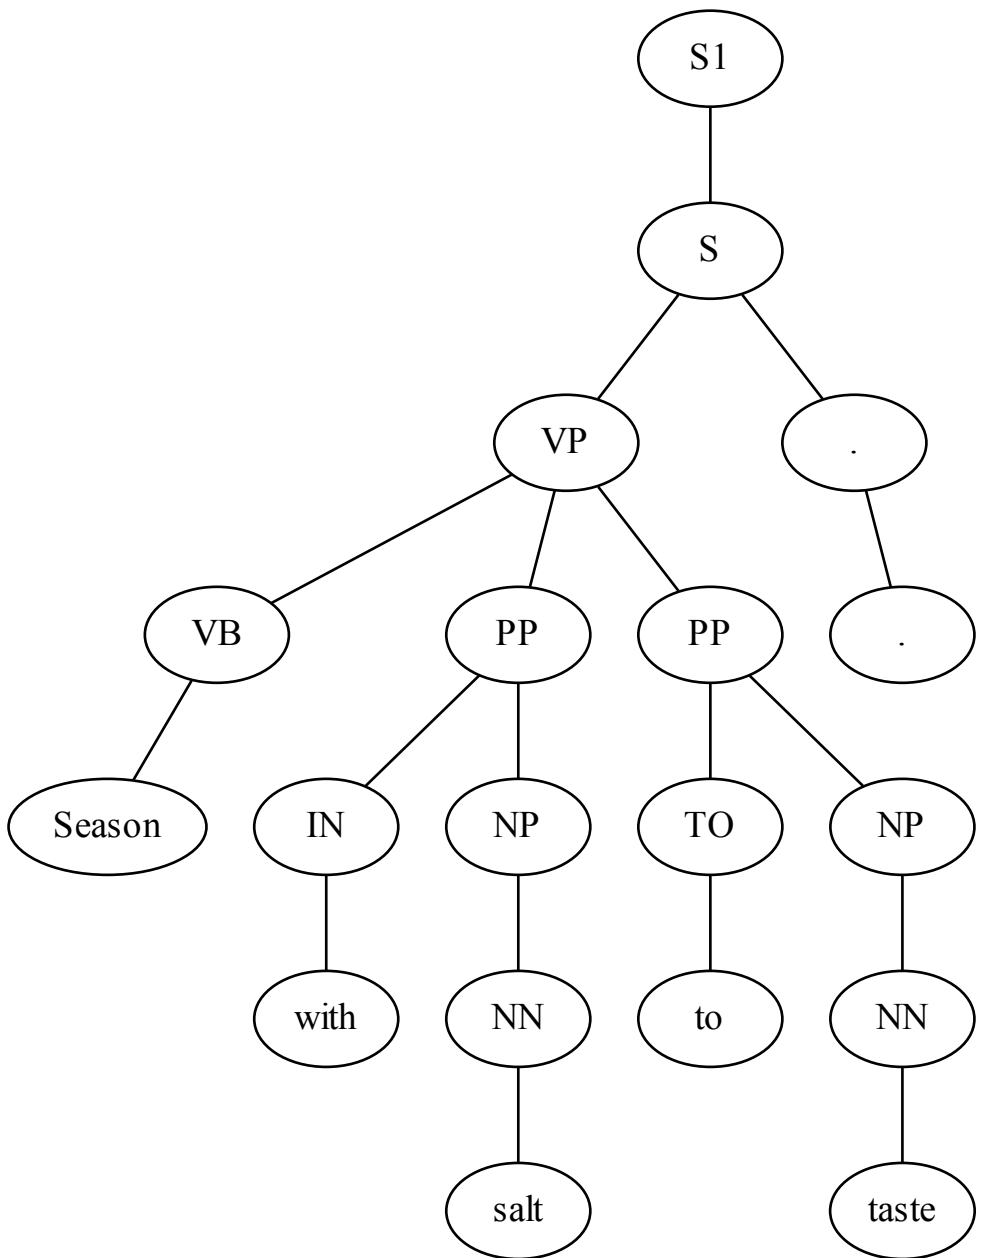 S1
S
VP .
VB PP PP .
Season IN NP TO NP
with NN to NN
salt taste